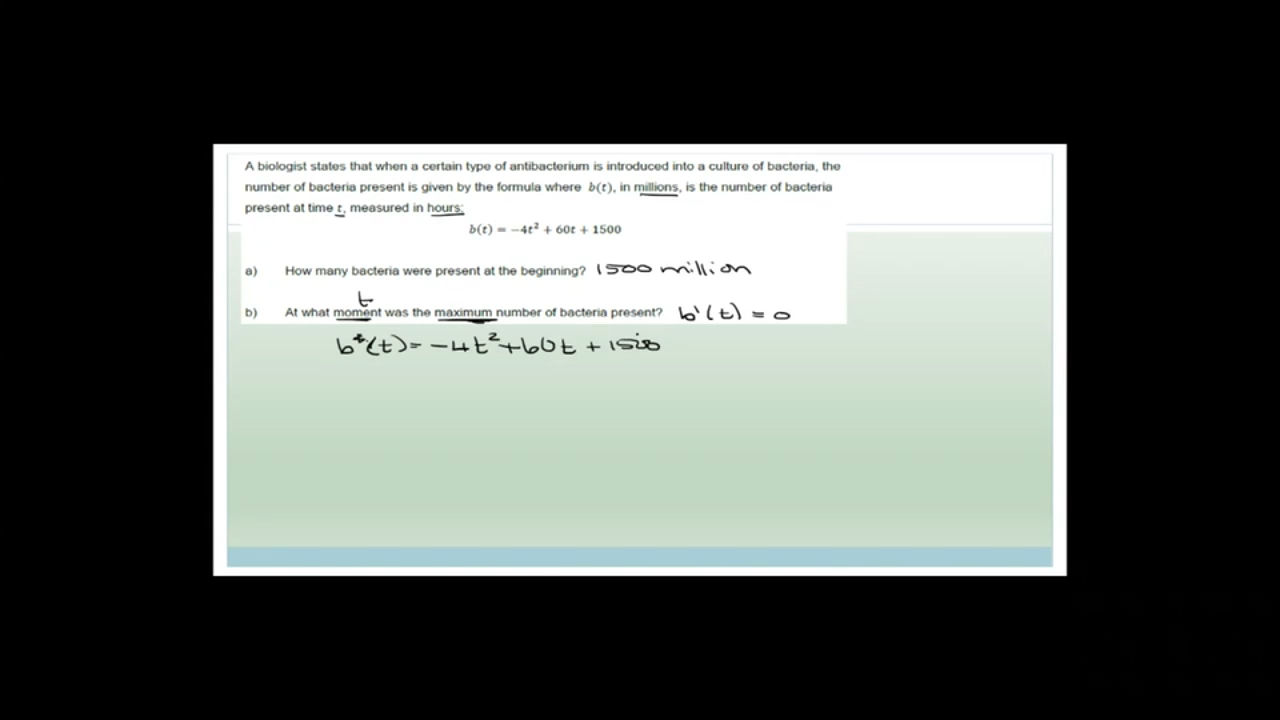 A biologist states that when a certain type of antibacterium is introduced into a culture of bacteria, the
number of bacteria present is given by the formula where b(t), in millions, is the number of bacteria
present at time t, measured in hours:
b(t) = −4t² + 60t + 1500
a) How many bacteria were present at the beginning? 1500 million
t
b) At what moment was the maximum number of bacteria present? b'(t) = 0
b(t) = −4t² + 60t + 1500